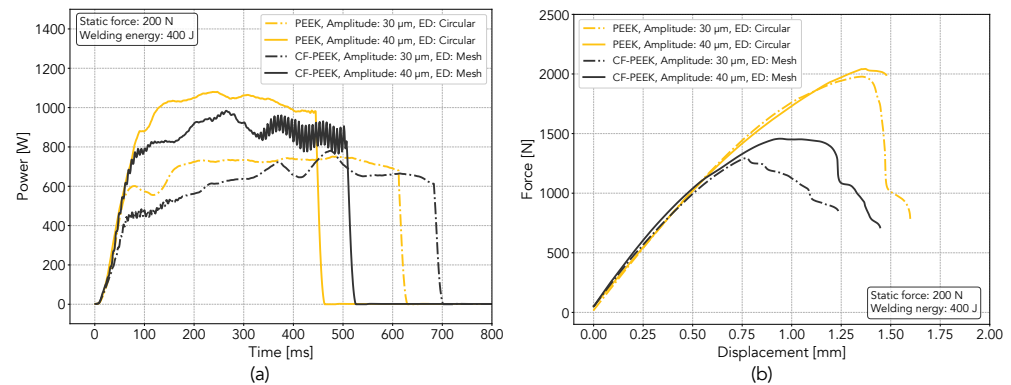 Static force: 200 N
Welding energy: 400 J
PEEK, Amplitude: 30 µm, ED: Circular
PEEK, Amplitude: 40 µm, ED: Circular
CF-PEEK, Amplitude: 30 µm, ED: Mesh
CF-PEEK, Amplitude: 40 µm, ED: Mesh
1400
1200
1000
800
600
400
200
0
Power [W]
0 100 200 300 400 500 600 700 800
Time [ms]
(a)
PEEK, Amplitude: 30 µm, ED: Circular
PEEK, Amplitude: 40 µm, ED: Circular
CF-PEEK, Amplitude: 30 µm, ED: Mesh
CF-PEEK, Amplitude: 40 µm, ED: Mesh
2500
2000
1500
1000
500
0
Force [N]
Static force: 200 N
Welding nergy: 400 J
0.00 0.25 0.50 0.75 1.00 1.25 1.50 1.75 2.00
Displacement [mm]
(b)